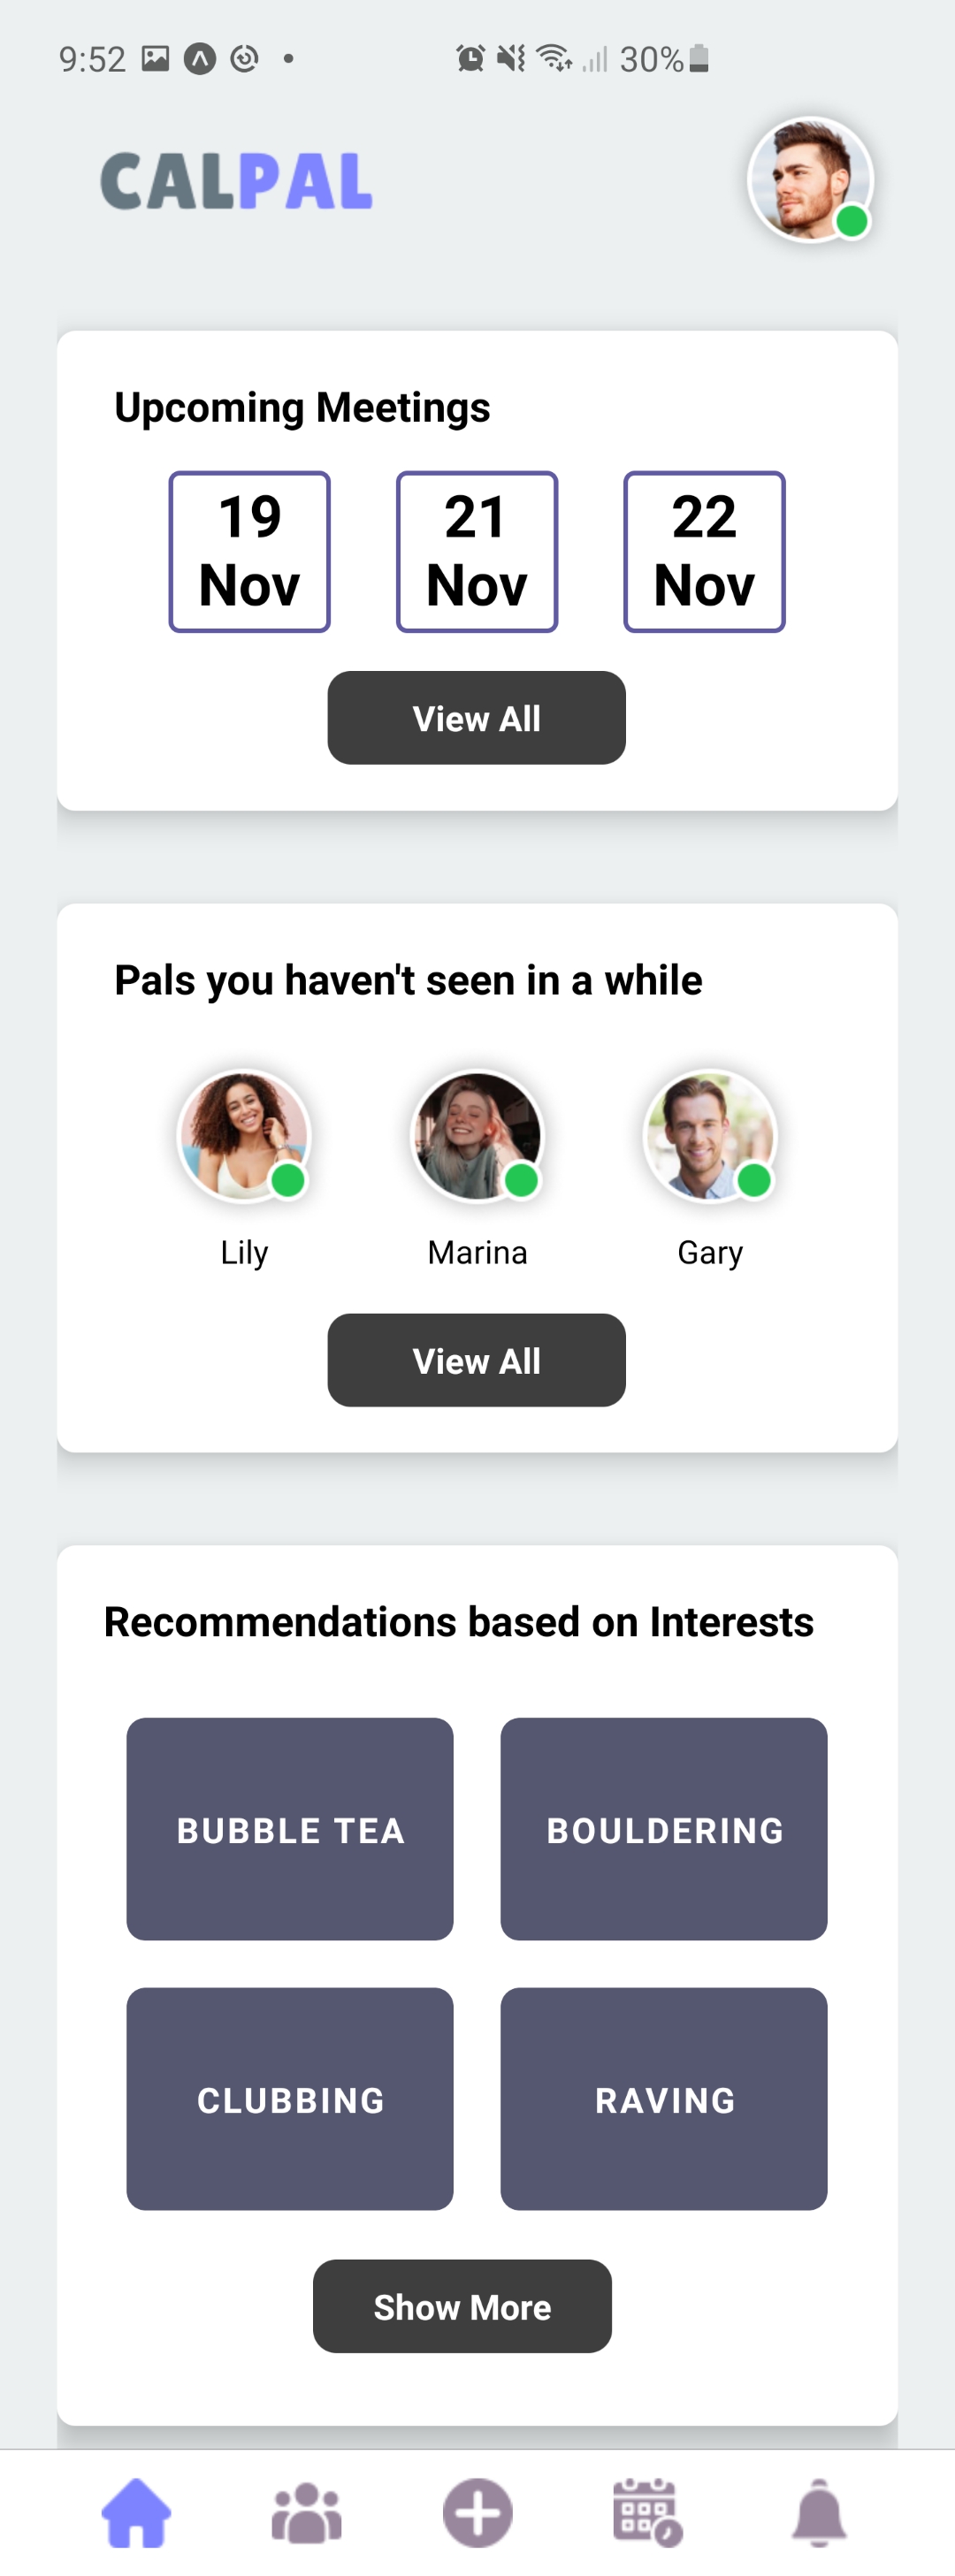 9:52 30%
CALPAL
Upcoming Meetings
19 21 22
Nov Nov Nov
View All
Pals you haven't seen in a while
Lily Marina Gary
View All
Recommendations based on Interests
BUBBLE TEA BOULDERING
CLUBBING RAVING
Show More